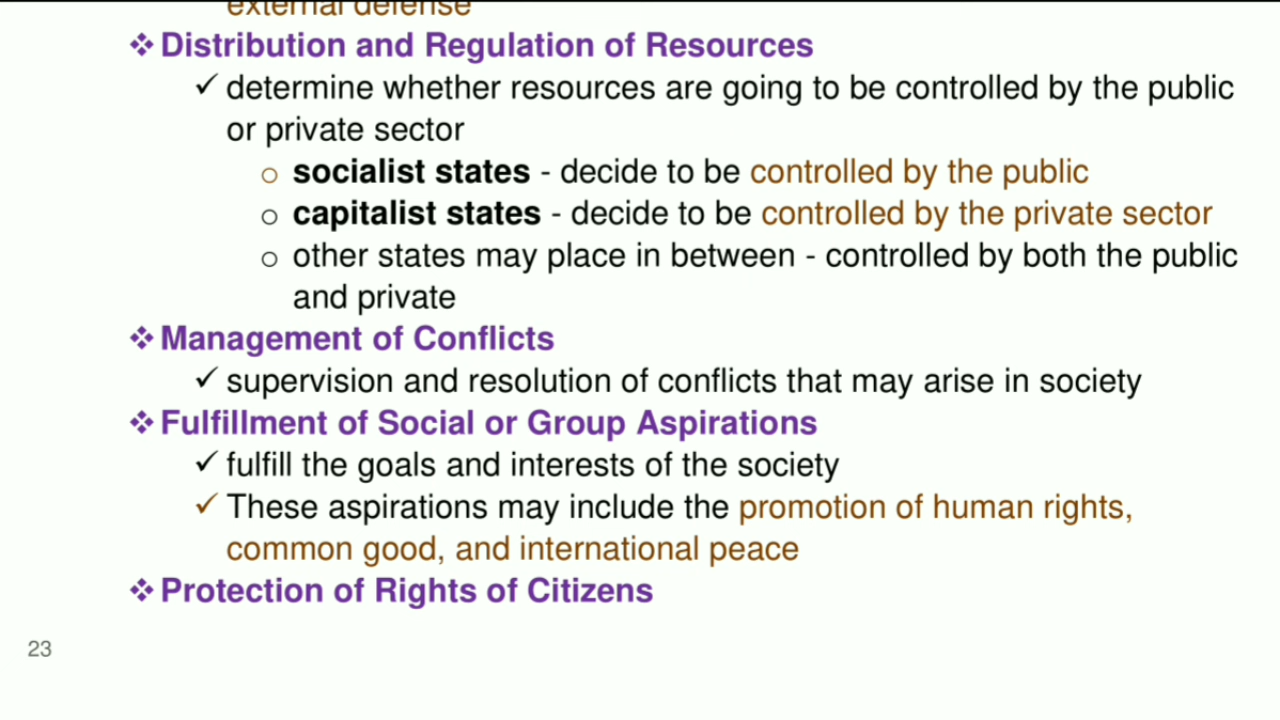 external defense
❖ Distribution and Regulation of Resources
✓ determine whether resources are going to be controlled by the public
or private sector
o socialist states - decide to be controlled by the public
o capitalist states - decide to be controlled by the private sector
o other states may place in between - controlled by both the public
and private
❖ Management of Conflicts
✓ supervision and resolution of conflicts that may arise in society
❖ Fulfillment of Social or Group Aspirations
✓ fulfill the goals and interests of the society
✓ These aspirations may include the promotion of human rights,
common good, and international peace
❖ Protection of Rights of Citizens
23